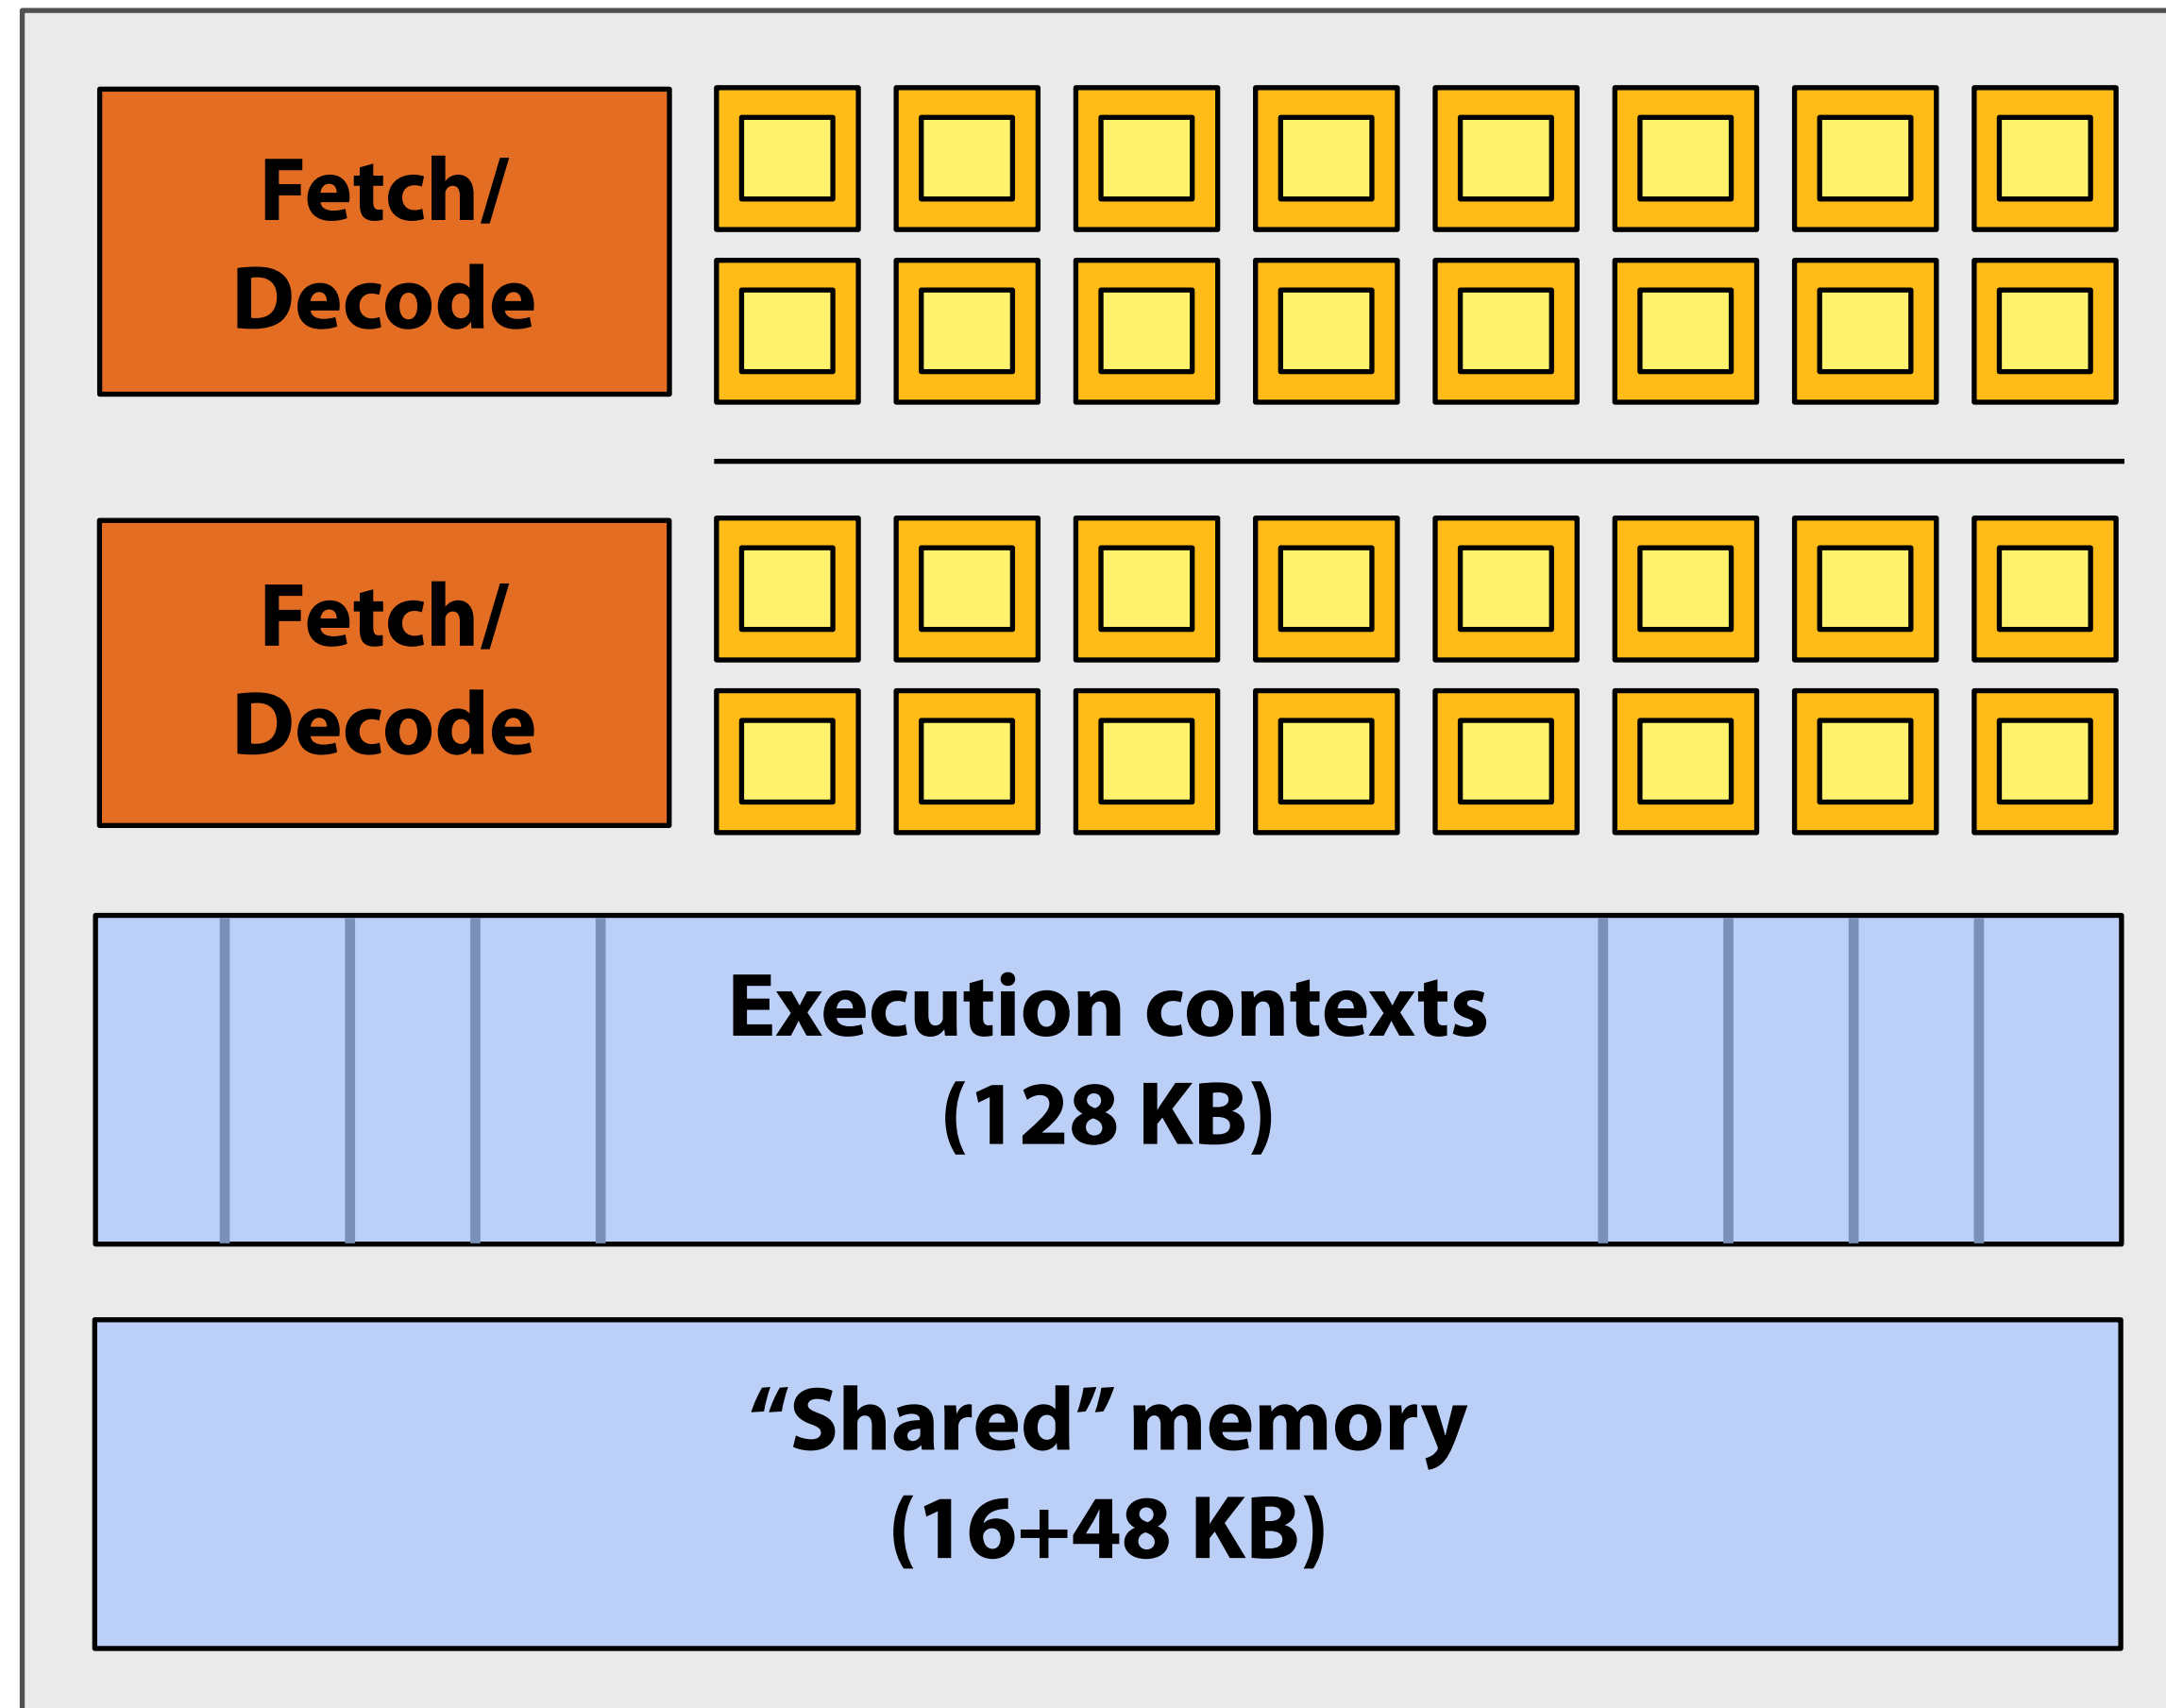 Fetch/
Decode
Fetch/
Decode
Execution contexts
(128 KB)
“Shared” memory
(16+48 KB)